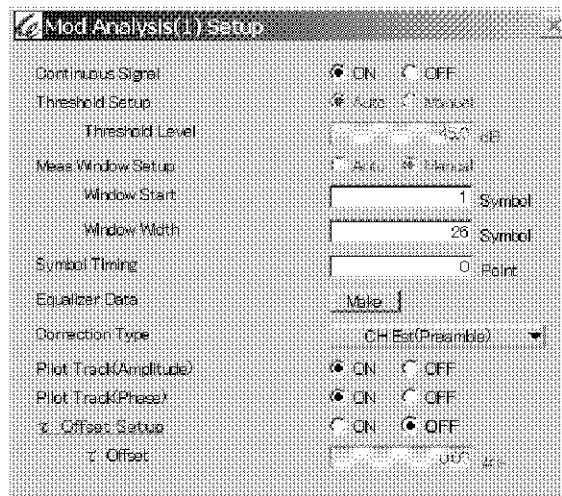 Mod Analysis(1) Setup
Continuous Signal ON OFF
Threshold Setup Auto Manual
Threshold Level dB
Meas Window Setup Auto Manual
Window Start 1 Symbol
Window Width 26 Symbol
Symbol Timing 0 Point
Equalizer Data Make
Correction Type CH Est(Preamble)
Pilot Track(Amplitude) ON OFF
Pilot Track(Phase) ON OFF
τ Offset Setup ON OFF
τ Offset